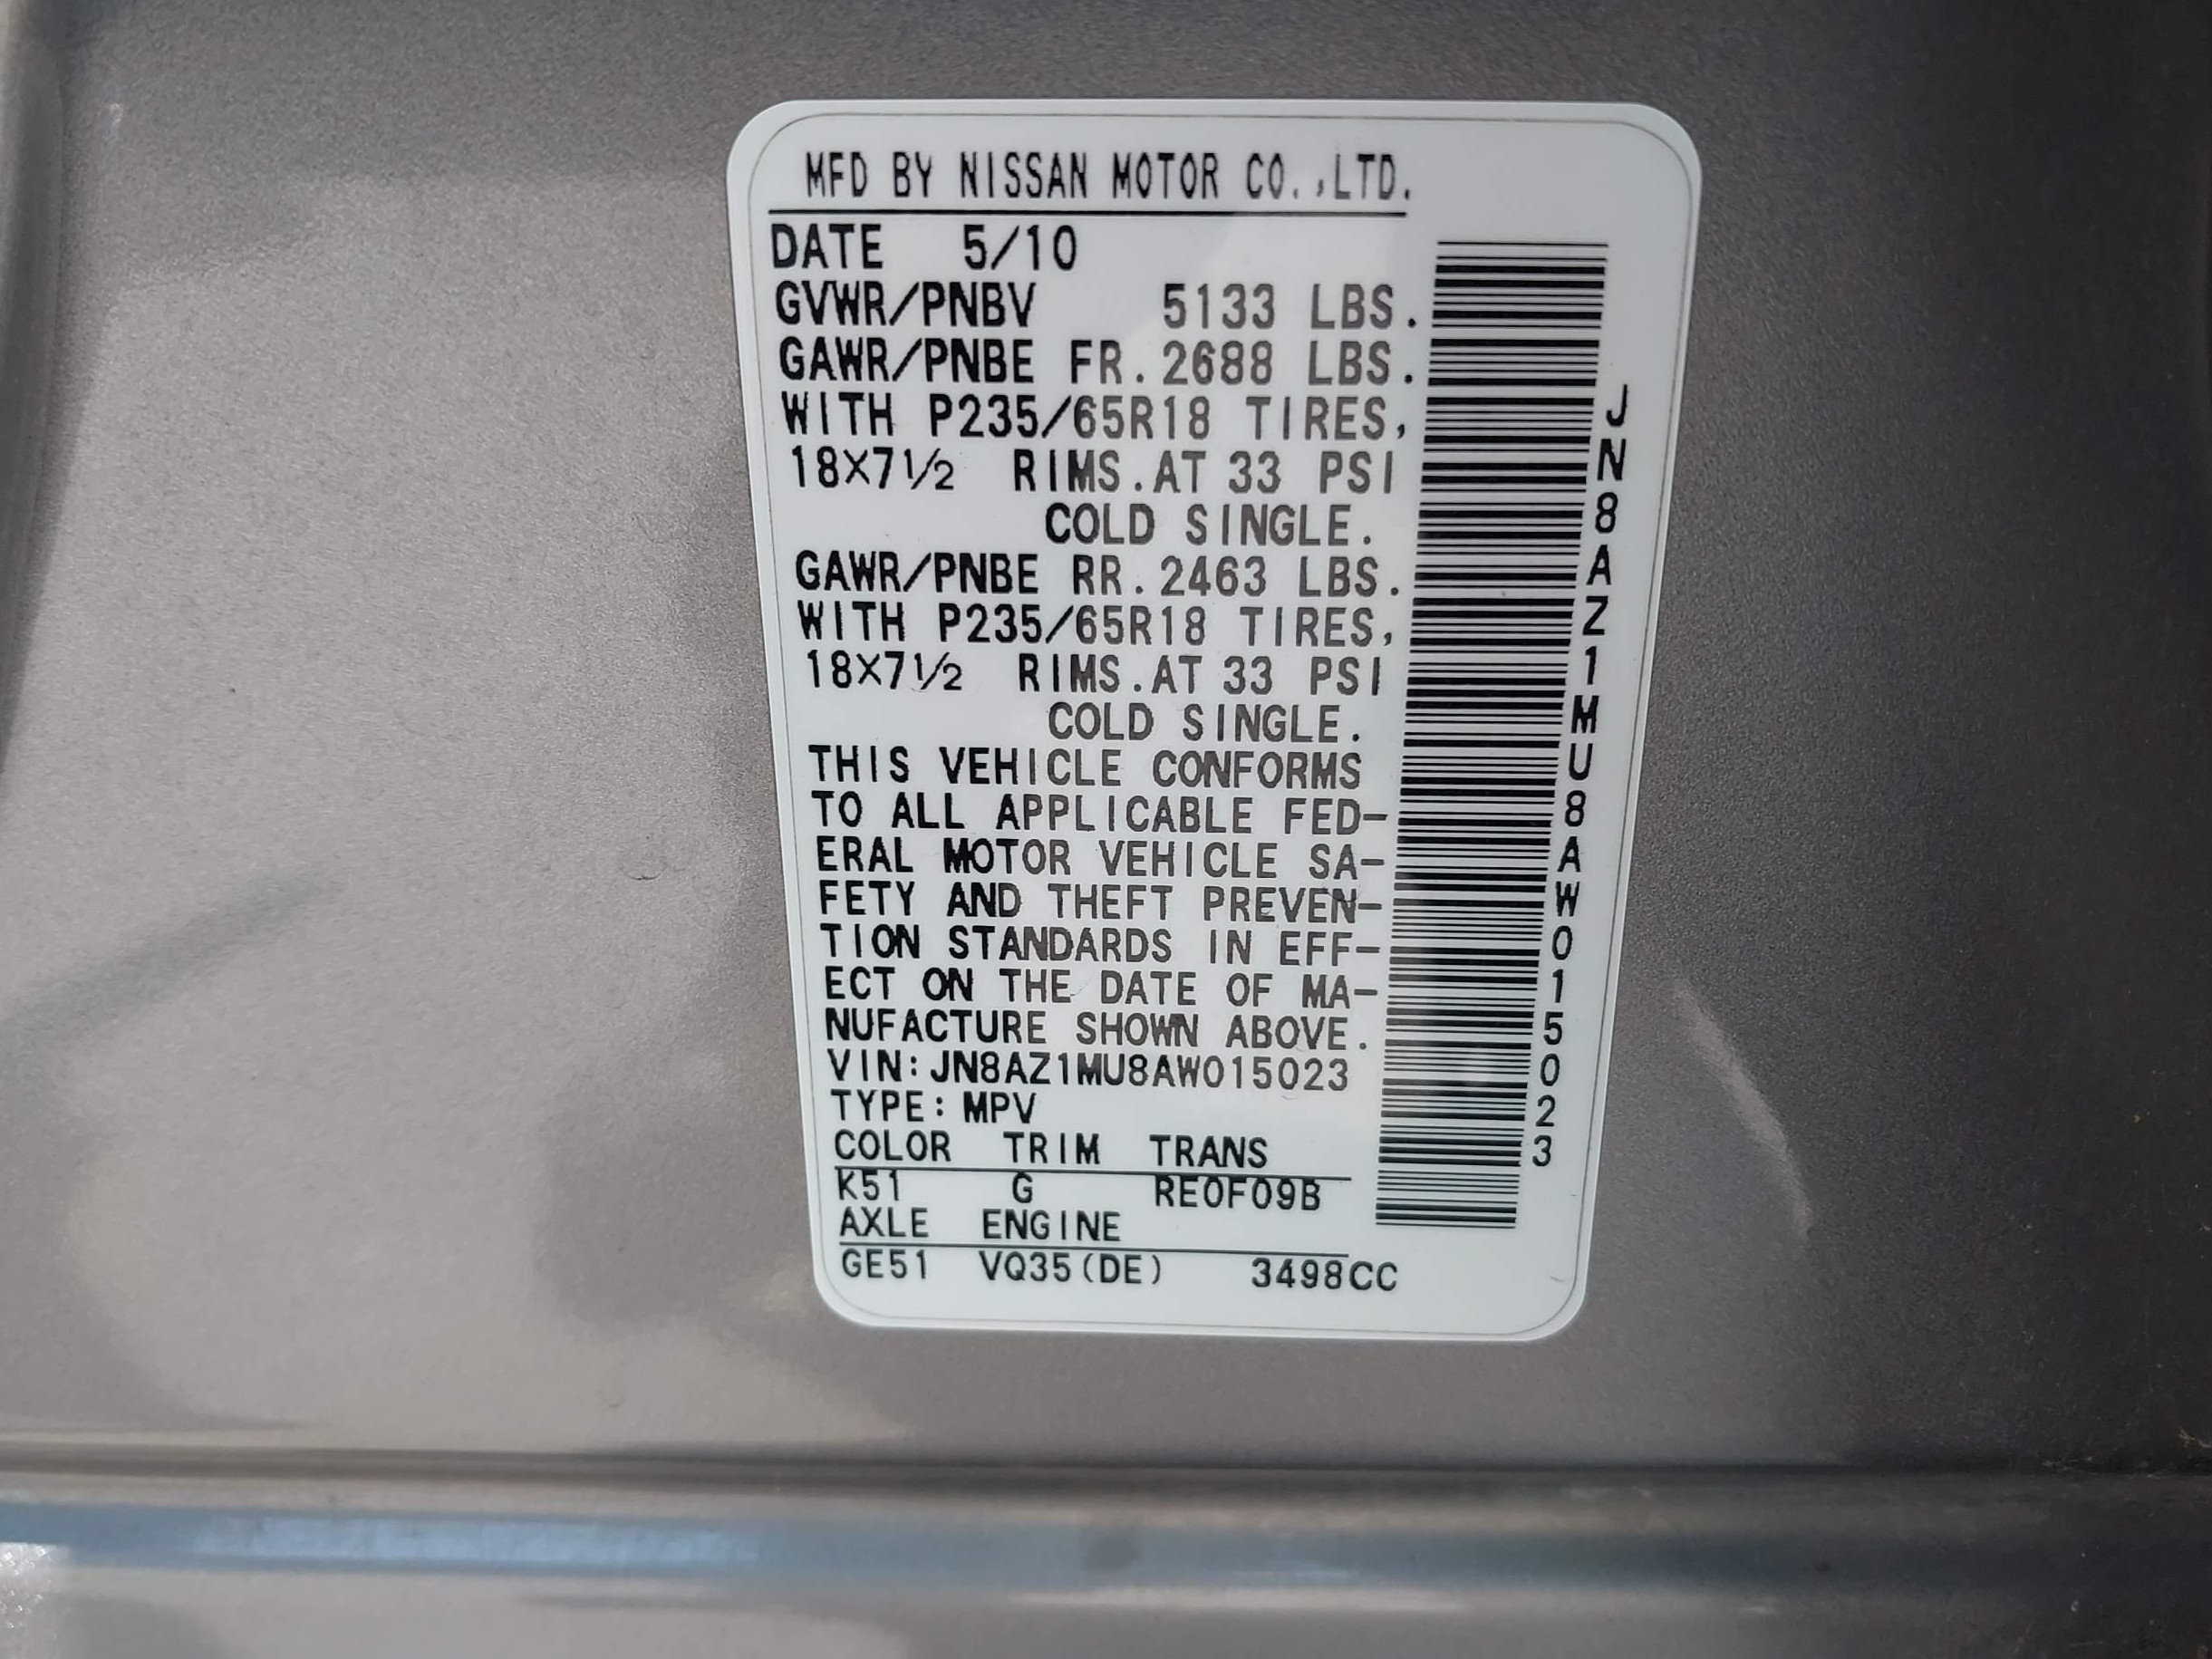 MFD BY NISSAN MOTOR CO.,LTD.
DATE 5/10
GVWR/PNBV 5133 LBS.
GAWR/PNBE FR.2688 LBS.
WITH P235/65R18 TIRES,
18X7½ RIMS.AT 33 PSI
COLD SINGLE.
GAWR/PNBE RR.2463 LBS.
WITH P235/65R18 TIRES,
18X7½ RIMS.AT 33 PSI
COLD SINGLE.
THIS VEHICLE CONFORMS
TO ALL APPLICABLE FED-
ERAL MOTOR VEHICLE SA-
FETY AND THEFT PREVEN-
TION STANDARDS IN EFF-
ECT ON THE DATE OF MA-
NUFACTURE SHOWN ABOVE.
VIN:JN8AZ1MU8AW015023
TYPE:MPV
COLOR TRIM TRANS
K51 G RE0F09B
AXLE ENGINE
GE51 VQ35(DE) 3498CC
JN8AZ1MU8AW015023